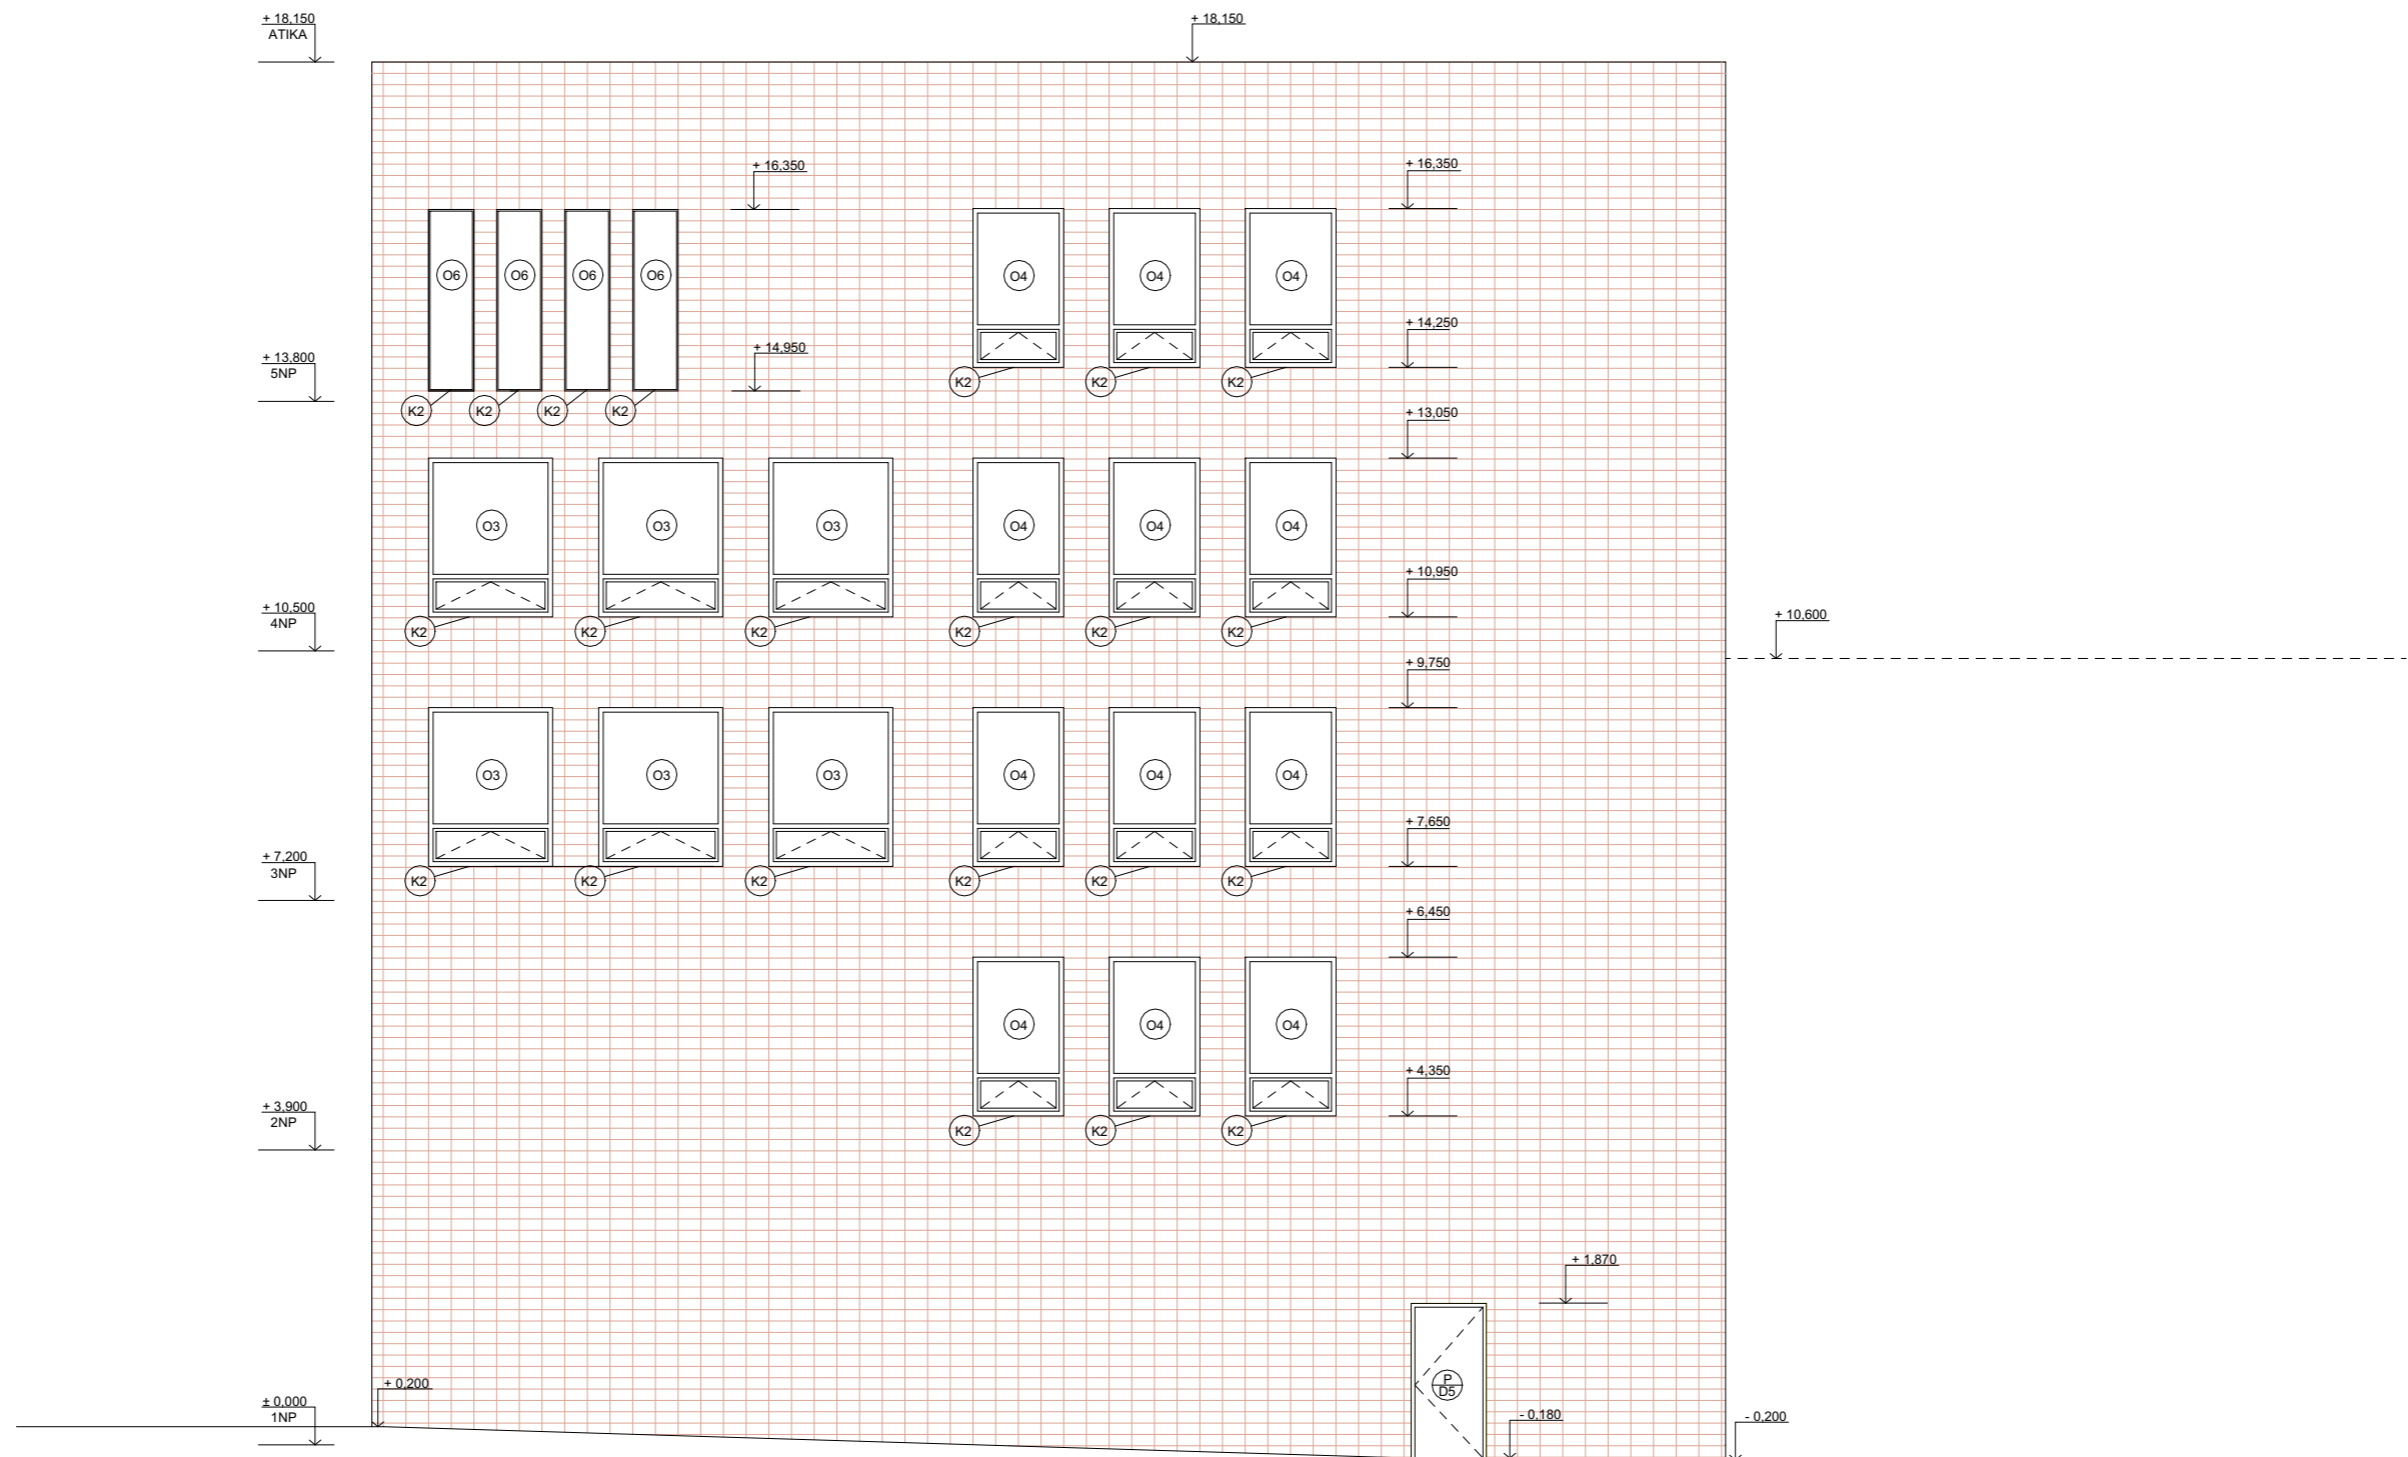 + 18,150
ATIKA
+ 18,150
+ 16,350
+ 16,350
O6 O6 O6 O6 O4 O4 O4
+ 14,250
+ 14,950
+ 13,800
5NP
K2 K2 K2
K2 K2 K2 K2
+ 13,050
O3 O3 O3 O4 O4 O4
+ 10,950
+ 10,500
4NP
+ 10,600
K2 K2 K2 K2 K2 K2
+ 9,750
O3 O3 O3 O4 O4 O4
+ 7,650
+ 7,200
3NP
K2 K2 K2 K2 K2 K2
+ 6,450
O4 O4 O4
+ 4,350
+ 3,900
2NP
K2 K2 K2
+ 1,870
+ 0,200
P
D5
± 0,000
1NP
- 0,180
- 0,200